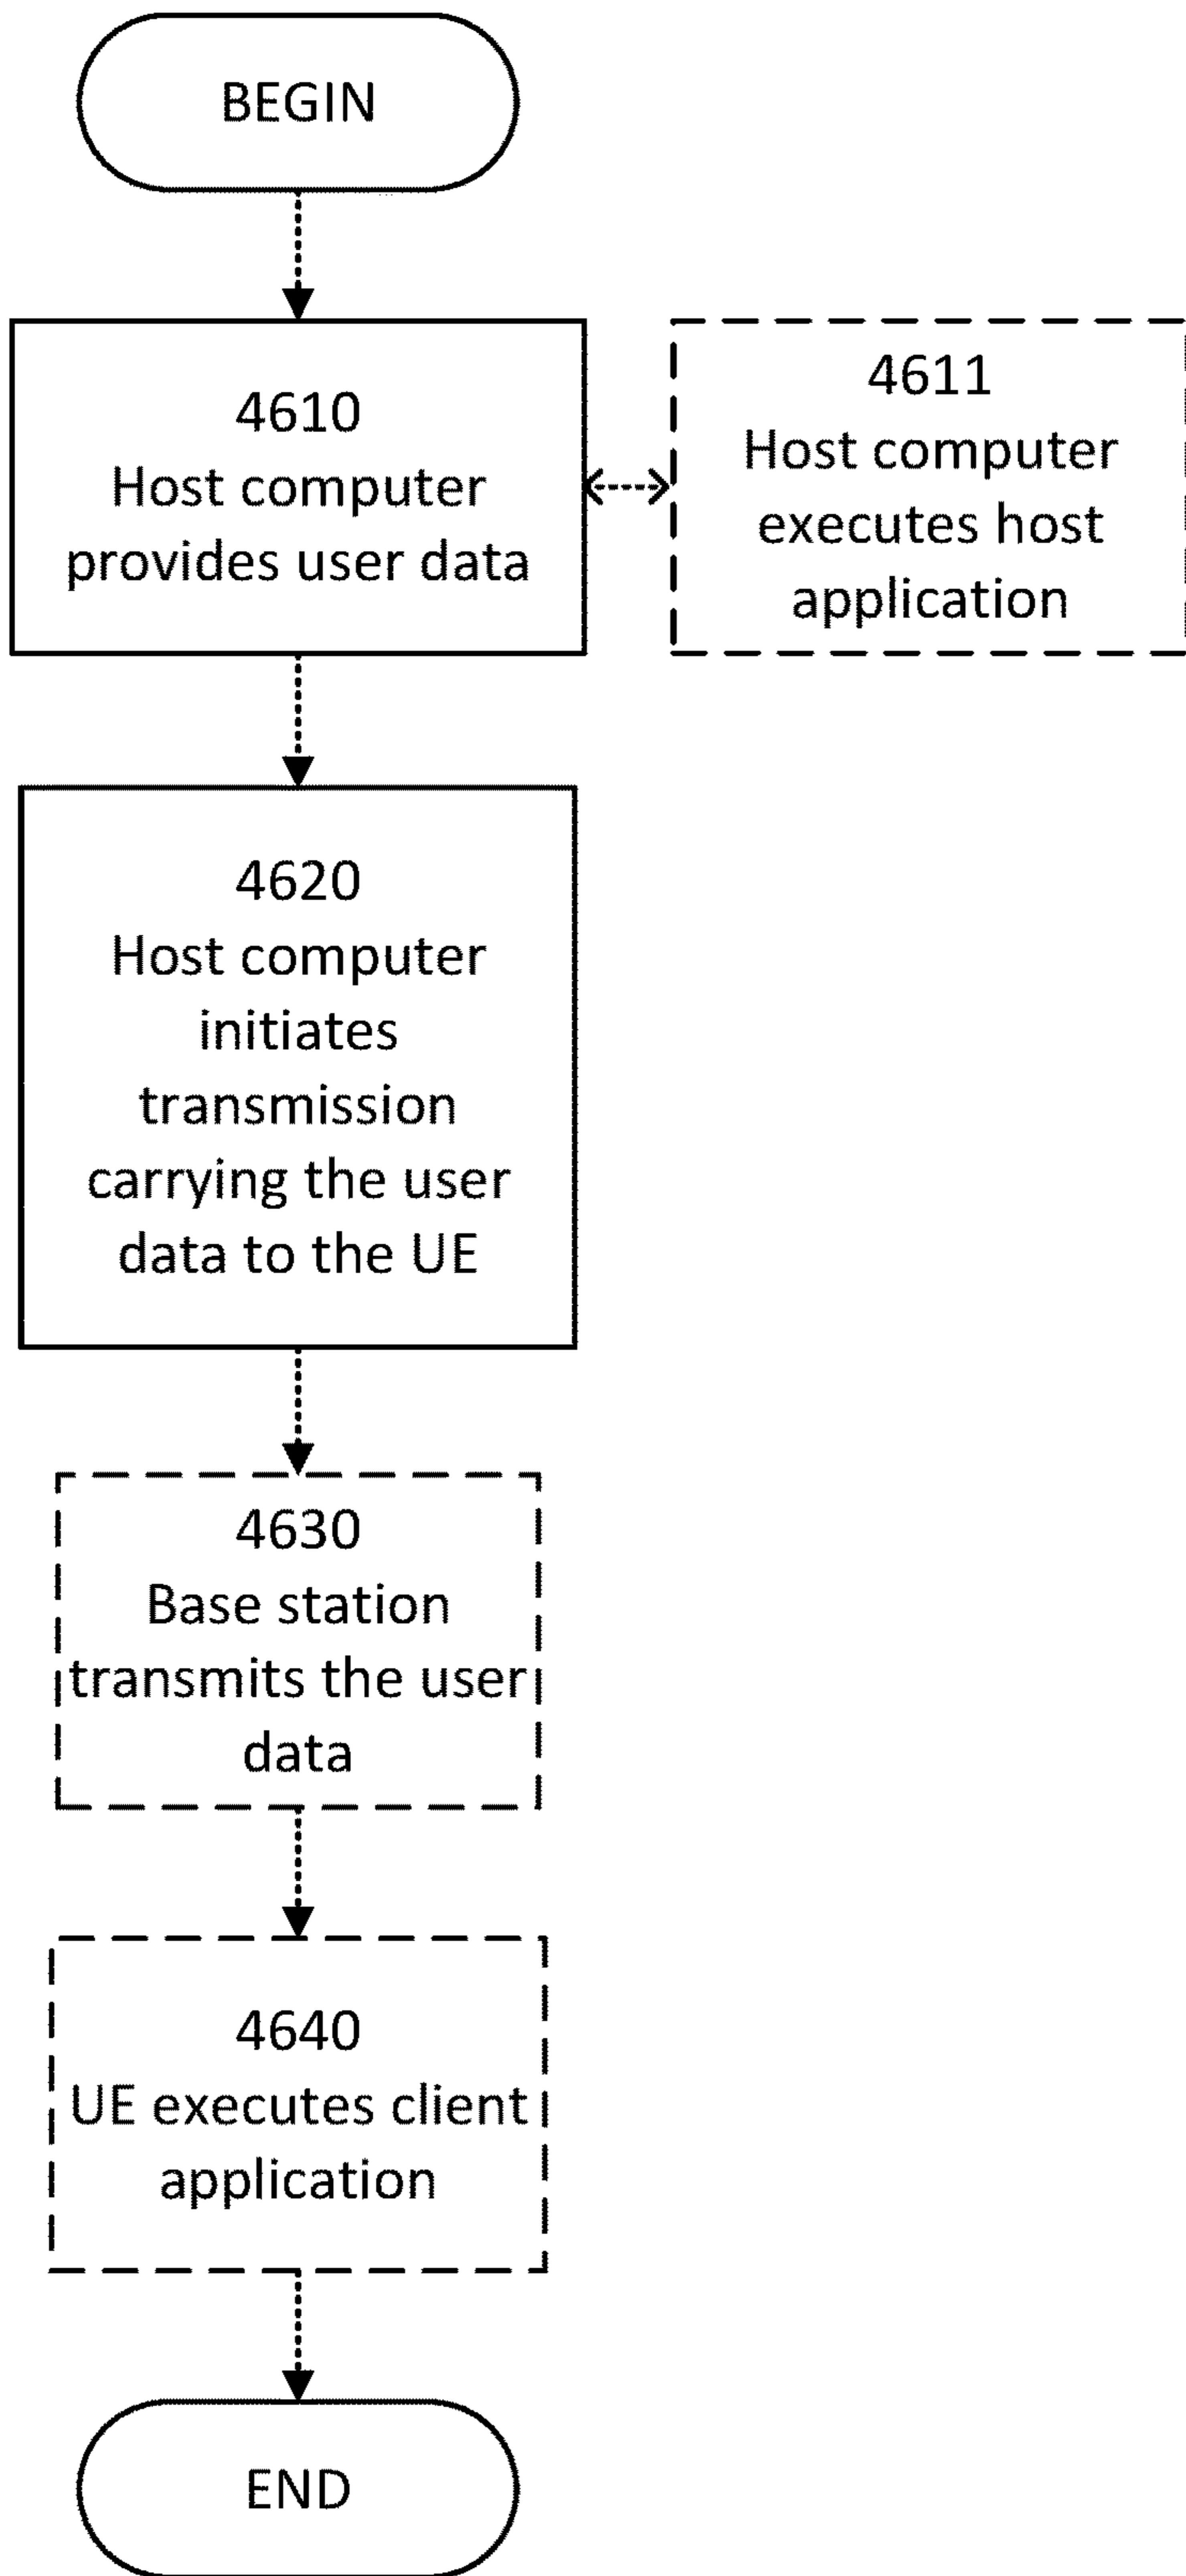 BEGIN
4610
Host computer
provides user data
4611
Host computer
executes host
application
4620
Host computer
initiates
transmission
carrying the user
data to the UE
4630
Base station
transmits the user
data
4640
UE executes client
application
END